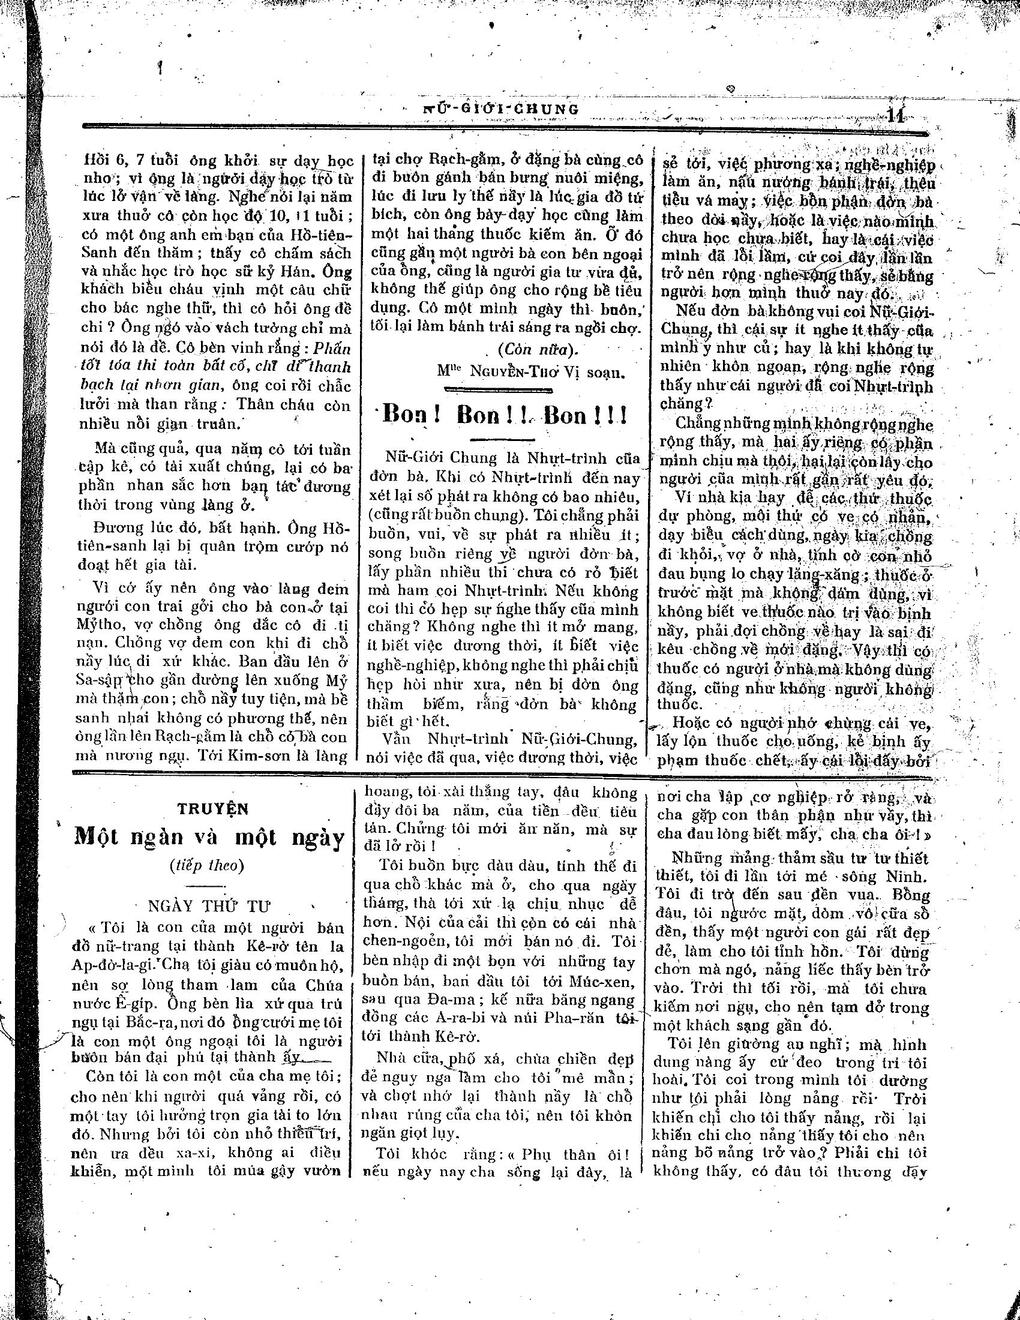 NỮ-GIỚI-CHUNG
11
Hồi 6, 7 tuổi ông khởi sự dạy học
nho; vì ông là người dạy học trò từ
lúc lở vận về làng. Nghe nói lại năm
xưa thuở cô còn học độ 10, 11 tuổi;
có một ông anh em bạn của Hồ-tiên-
Sanh đến thăm; thấy cô chấm sách
và nhắc học trò học sử kỷ Hán. Ông
khách biểu cháu vịnh một câu chữ
cho bác nghe thử, thì cô hỏi ông đề
chi? Ông ngó vào vách tường chỉ mà
nói đó là đề. Cô bèn vinh rằng: Phấn
tốt tóa thi toàn bất cố, chỉ di thanh
bạch tại nhơn gian, ông coi rồi chắc
lưởi mà than rằng: Thân cháu còn
nhiều nỗi gian truân.
Mà cũng quả, qua năm cô tới tuần
cập kê, có tài xuất chúng, lại có ba
phần nhan sắc hơn bạn tác đương
thời trong vùng làng ở.
Đương lúc đó, bất hạnh. Ông Hồ-
tiên-sanh lại bị quân trộm cướp nó
đoạt hết gia tài.
Vì cớ ấy nên ông vào làng đem
người con trai gởi cho bà con ở tại
Mỹtho, vợ chồng ông dắc cô đi tị
nạn. Chồng vợ đem con khi đi chổ
nầy lúc đi xứ khác. Ban đầu lên ở
Sa-sập cho gần đường lên xuống Mỹ
mà thăm con; chổ nầy tuy tiện, mà bề
sanh nhai không có phương thế, nên
ông lần lên Rạch-gầm là chổ có bà con
mà nương ngụ. Tới Kim-sơn là làng
tại chợ Rạch-gầm, ở đặng bà cùng cô
đi buôn gánh bán bưng nuôi miệng,
lúc đi lưu ly thế nầy là lúc gia đồ tứ
bích, còn ông bày dạy học cũng làm
một hai thang thuốc kiếm ăn. Ở đó
cũng gần một người bà con bên ngoại
của ông, cũng là người gia tư vừa đủ,
không thế giúp ông cho rộng bề tiêu
dụng. Cô một mình ngày thì buôn,
tối lại làm bánh trái sáng ra ngồi chợ.
(Còn nữa).
Mlle NGUYỄN-THƠ Vị soạn.
Bon! Bon!! Bon!!!
Nữ-Giới Chung là Nhựt-trình của
đờn bà. Khi có Nhựt-trình đến nay
xét lại số phát ra không có bao nhiêu,
(cũng rất buồn chung). Tôi chẳng phải
buồn, vui, về sự phát ra nhiều ít;
song buồn riêng về người đờn bà,
lấy phần nhiều thì chưa có rỏ biết
mà ham coi Nhựt-trình. Nếu không
coi thì có hẹp sự nghe thấy của mình
chăng? Không nghe thì ít mở mang,
ít biết việc dương thời, ít biết việc
nghề-nghiệp, không nghe thì phải chịu
hẹp hòi như xưa, nên bị đờn ông
thầm biếm, rằng đờn bà không
biết gì hết.
Vẫn Nhựt-trình Nữ-Giới-Chung,
nói việc đã qua, việc dương thời, việc
sẻ tới, việc phương xa; nghề-nghiệp
làm ăn, nấu nướng bánh trái, thêu
tiểu vá may; việc bổn phận đờn bà
theo đời nầy, hoặc là việc nào mình
chưa học chưa biết, hay là cái việc
mình đã lỗi lầm, cứ coi đây lần lần
trở nên rộng nghe rộng thấy, sẻ bằng
người hơn mình thuở nay đó.
Nếu đờn bà không vui coi Nữ-Giới-
Chung, thì cái sự ít nghe ít thấy của
mình y như củ; hay là khi không tự
nhiên khôn ngoan, rộng nghe rộng
thấy như cái người đã coi Nhựt-trình
chăng?
Chẳng những mình không rộng nghe
rộng thấy, mà hai ấy riêng có phận
mình chịu mà thôi, hại lại còn lây cho
người của mình rất gần rất yêu đó.
Ví nhà kia hay để các thứ thuốc
dự phòng, mỗi thứ có ve có nhản,
dạy biểu cách dùng, ngày kia chồng
đi khỏi, vợ ở nhà, tình cờ con nhỏ
đau bụng lo chạy lăng-xăng; thuốc ở
trước mặt mà không dám dùng, vì
không biết ve thuốc nào trị vào bịnh
nầy, phải đợi chồng về hay là sai đi
kêu chồng về mới đặng. Vậy thì có
thuốc có người ở nhà mà không dùng
đặng, cũng như không người không
thuốc.
Hoặc có người phớ chừng cái ve,
lấy lộn thuốc cho uống, kẻ bịnh ấy
phạm thuốc chết, ấy cái lỗi đấy bởi
TRUYỆN
Một ngàn và một ngày
(tiếp theo)
NGÀY THỨ TƯ
« Tôi là con của một người bán
đồ nữ-trang tại thành Kê-rờ tên la
Ap-đờ-la-gi. Cha tôi giàu có muôn hộ,
nên sợ lòng tham lam của Chúa
nước Ê-gíp. Ông bèn lìa xứ qua trú
ngụ tại Bắc-ra, nơi đó ông cưới mẹ tôi
là con một ông ngoại tôi là người
buôn bán đại phú tại thành ấy.
Còn tôi là con một của cha mẹ tôi;
cho nên khi người quá vảng rồi, có
một tay tôi hưởng trọn gia tài to lớn
đó. Nhưng bởi tôi còn nhỏ thiếu trí,
nên ưa đều xa-xí, không ai điều
khiển, một mình tôi múa gậy vườn
hoang, tôi xài thẳng tay, dâu không
đầy đôi ba năm, của tiền đều tiêu
tán. Chừng tôi mới ăn năn, mà sự
đã lở rồi!
Tôi buồn bực dàu dàu, tính thế đi
qua chổ khác mà ở, cho qua ngày
tháng, thà tới xứ lạ chịu nhục dể
hơn. Nội của cải thì còn có cái nhà
chen-ngoẻn, tôi mới bán nó đi. Tôi
bèn nhập đi một bọn với những tay
buôn bán, ban đầu tôi tới Múc-xen,
sau qua Đa-ma; kế nữa băng ngang
đồng các A-ra-bi và núi Pha-răn tôi
tới thành Kê-rờ.
Nhà cữa, phố xá, chùa chiền đẹp
đẻ nguy nga làm cho tôi mê mẩn;
và chợt nhớ lại thành nầy là chổ
nhau rúng của cha tôi, nên tôi khôn
ngăn giọt lụy.
Tôi khóc rằng: « Phụ thân ôi!
nếu ngày nay cha sống lại đây, là
nơi cha lập cơ nghiệp rở ràng, và
cha gặp con thân phận như vầy, thì
cha đau lòng biết mấy, cha cha ôi! »
Những mảng thảm sầu tư tư thiết
thiết, tôi đi lần tới mé sông Ninh.
Tôi đi trở đến sau đền vua. Bổng
đâu, tôi ngước mặt, dòm vô cữa sổ
đền, thấy một người con gái rất đẹp
đẻ, làm cho tôi tỉnh hồn. Tôi dừng
chơn mà ngó, nảng liếc thấy bèn trở
vào. Trời thì tối rồi, mà tôi chưa
kiếm nơi ngụ, cho nên tạm đở trong
một khách sạng gần đó.
Tôi lên giường an nghỉ; mà hình
dung nàng ấy cứ đeo trong trí tôi
hoài. Tôi coi trong mình tôi dường
như tôi phải lòng nảng rồi. Trời
khiến chi cho tôi thấy nảng, rồi lại
khiến chi cho nảng thấy tôi cho nên
nảng bỏ nảng trở vào? Phải chi tôi
không thấy, có đâu tôi thương dậy